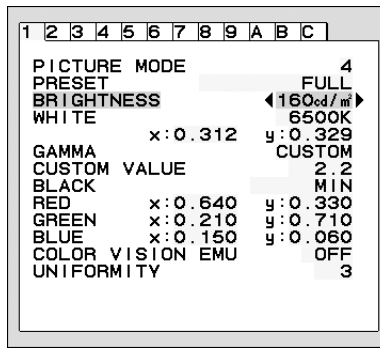 1 2 3 4 5 6 7 8 9 A B C
PICTURE MODE 4
PRESET FULL
BRIGHTNESS 160cd/㎡
WHITE 6500K
x:0.312 y:0.329
GAMMA CUSTOM
CUSTOM VALUE 2.2
BLACK MIN
RED x:0.640 y:0.330
GREEN x:0.210 y:0.710
BLUE x:0.150 y:0.060
COLOR VISION EMU OFF
UNIFORMITY 3